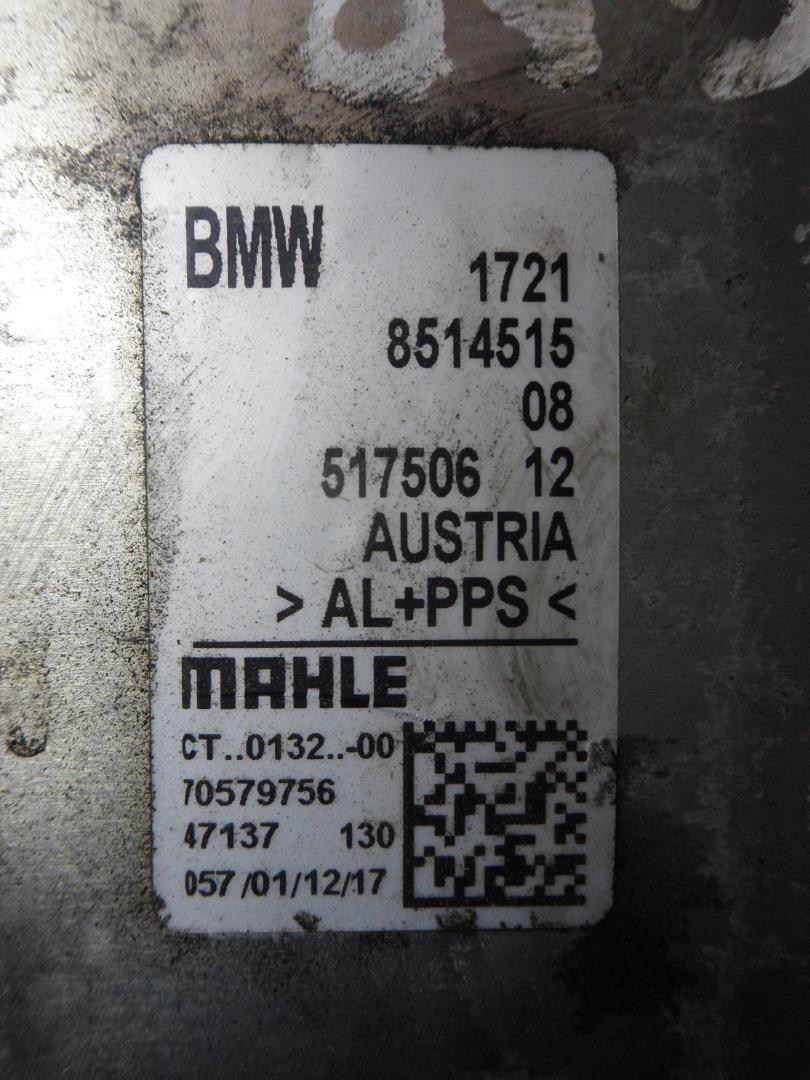 BMW
1721
8514515
08
517506 12
AUSTRIA
> AL+PPS <
MAHLE
CT..0132..-00
70579756
47137 130
057/01/12/17